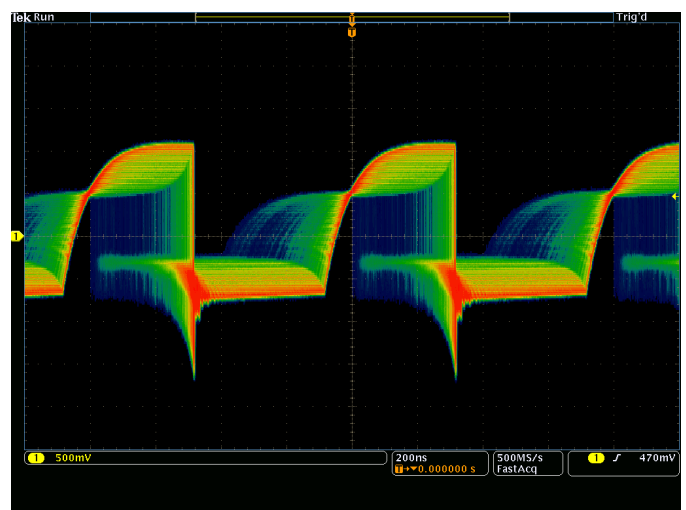 Tek Run Trig'd
T
T
1
1 500mV 200ns 500MS/s 1 ʃ 470mV
T→▼0.000000 s FastAcq